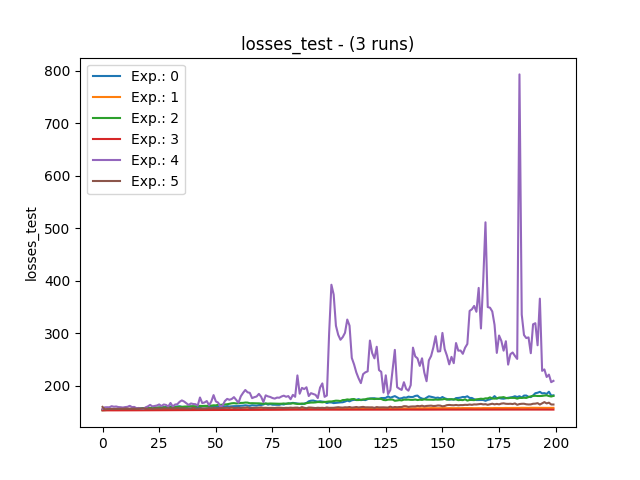 losses_test - (3 runs)
Exp.: 0
Exp.: 1
Exp.: 2
Exp.: 3
Exp.: 4
Exp.: 5
losses_test
800
700
600
500
400
300
200
0 25 50 75 100 125 150 175 200